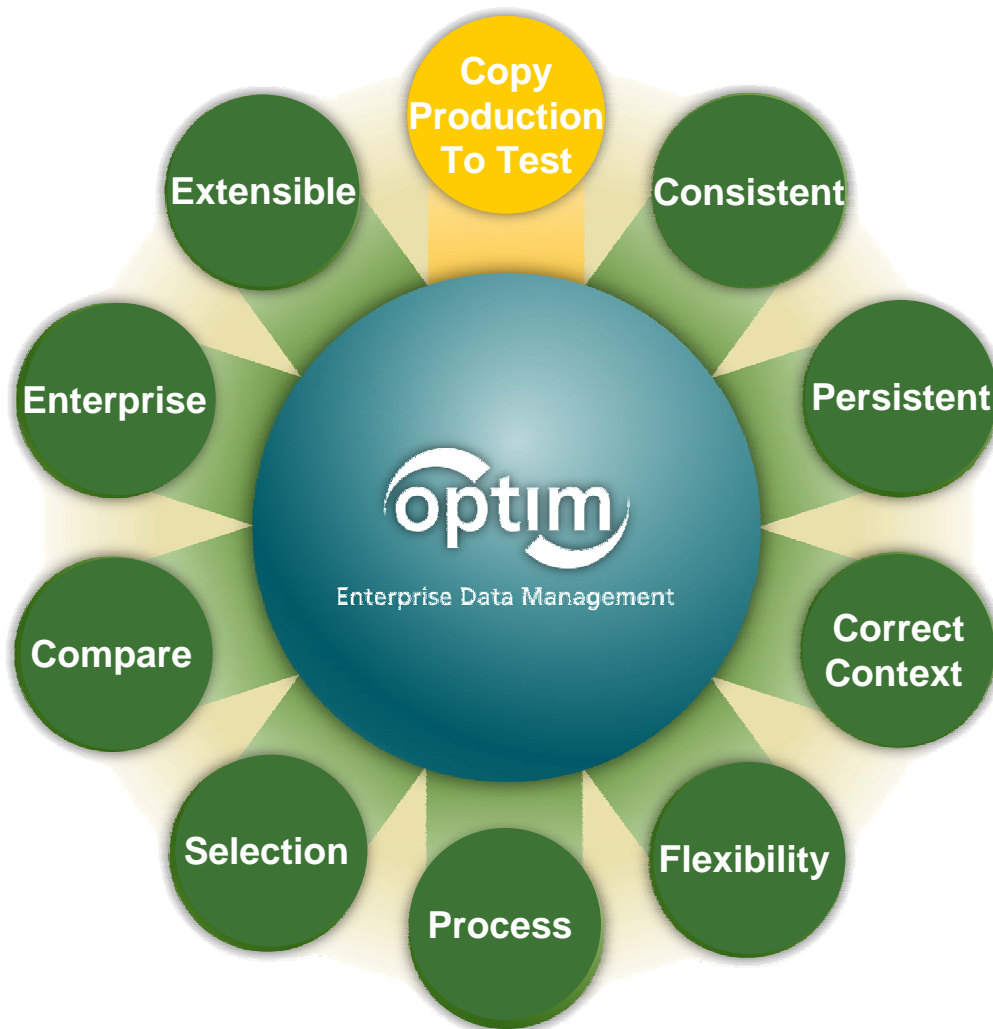 Copy
Production
To Test
Extensible
Consistent
Enterprise
Persistent
optim
Enterprise Data Management
Compare
Correct
Context
Selection
Flexibility
Process